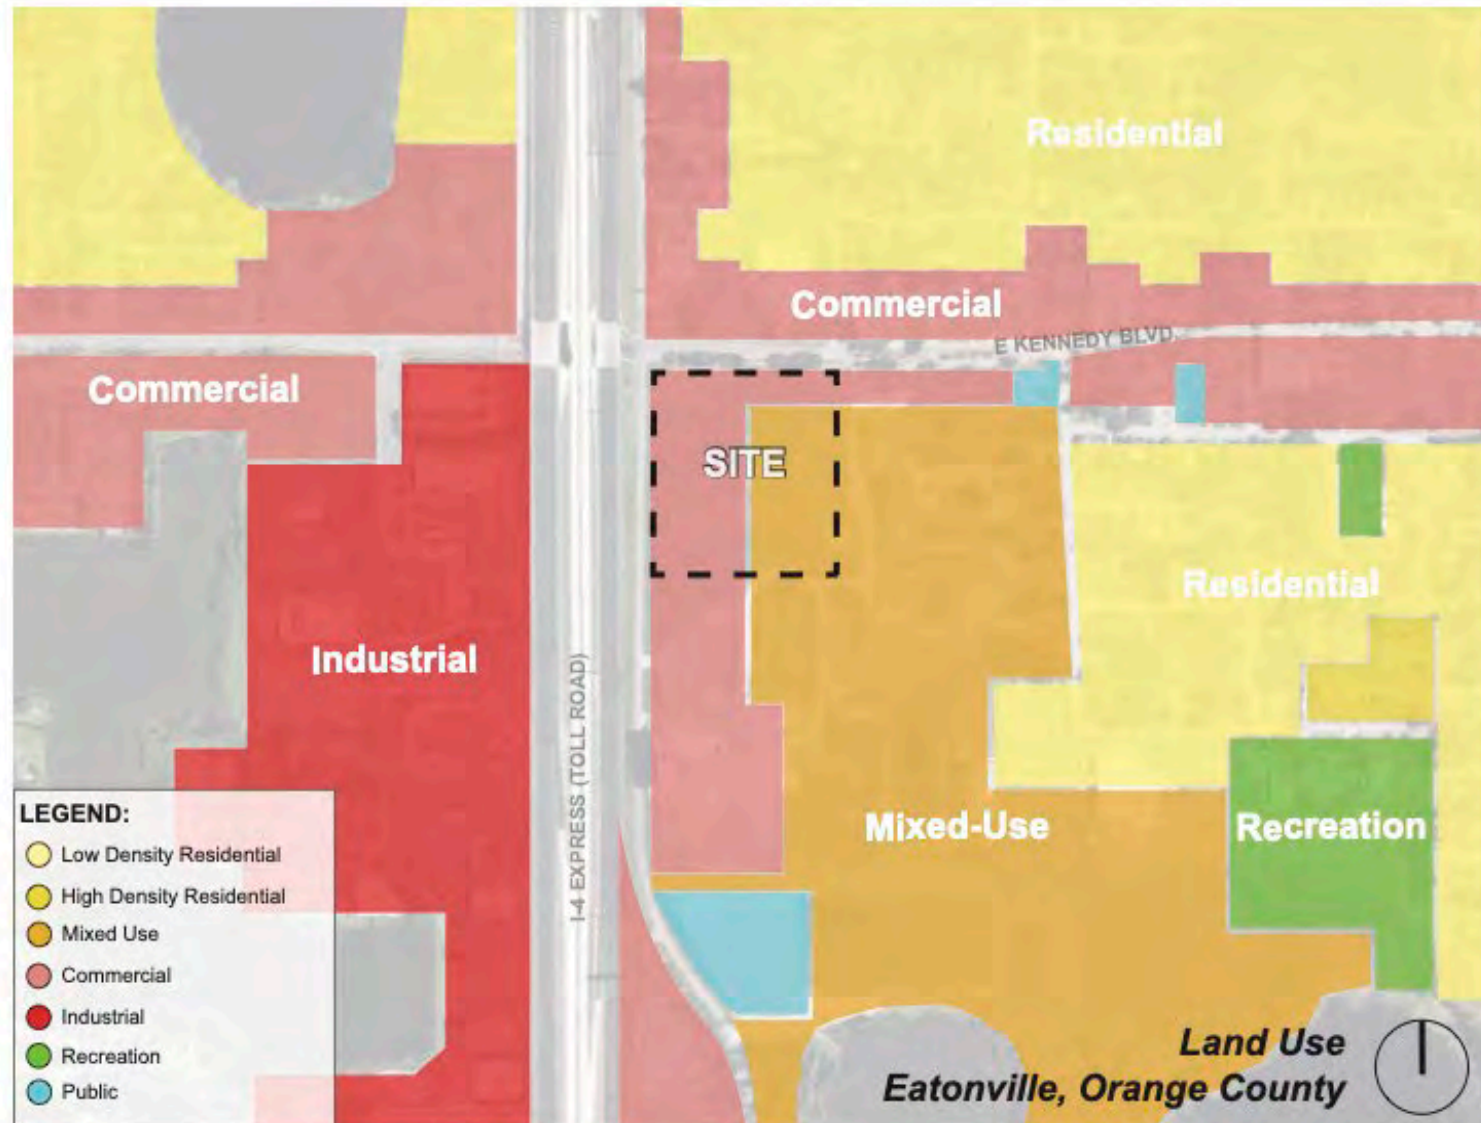 Residential
Commercial
E KENNEDY BLVD.
Commercial
SITE
Residential
Industrial
I-4 EXPRESS (TOLL ROAD)
Mixed-Use
Recreation
LEGEND:
Low Density Residential
High Density Residential
Mixed Use
Commercial
Industrial
Recreation
Public
Land Use
Eatonville, Orange County